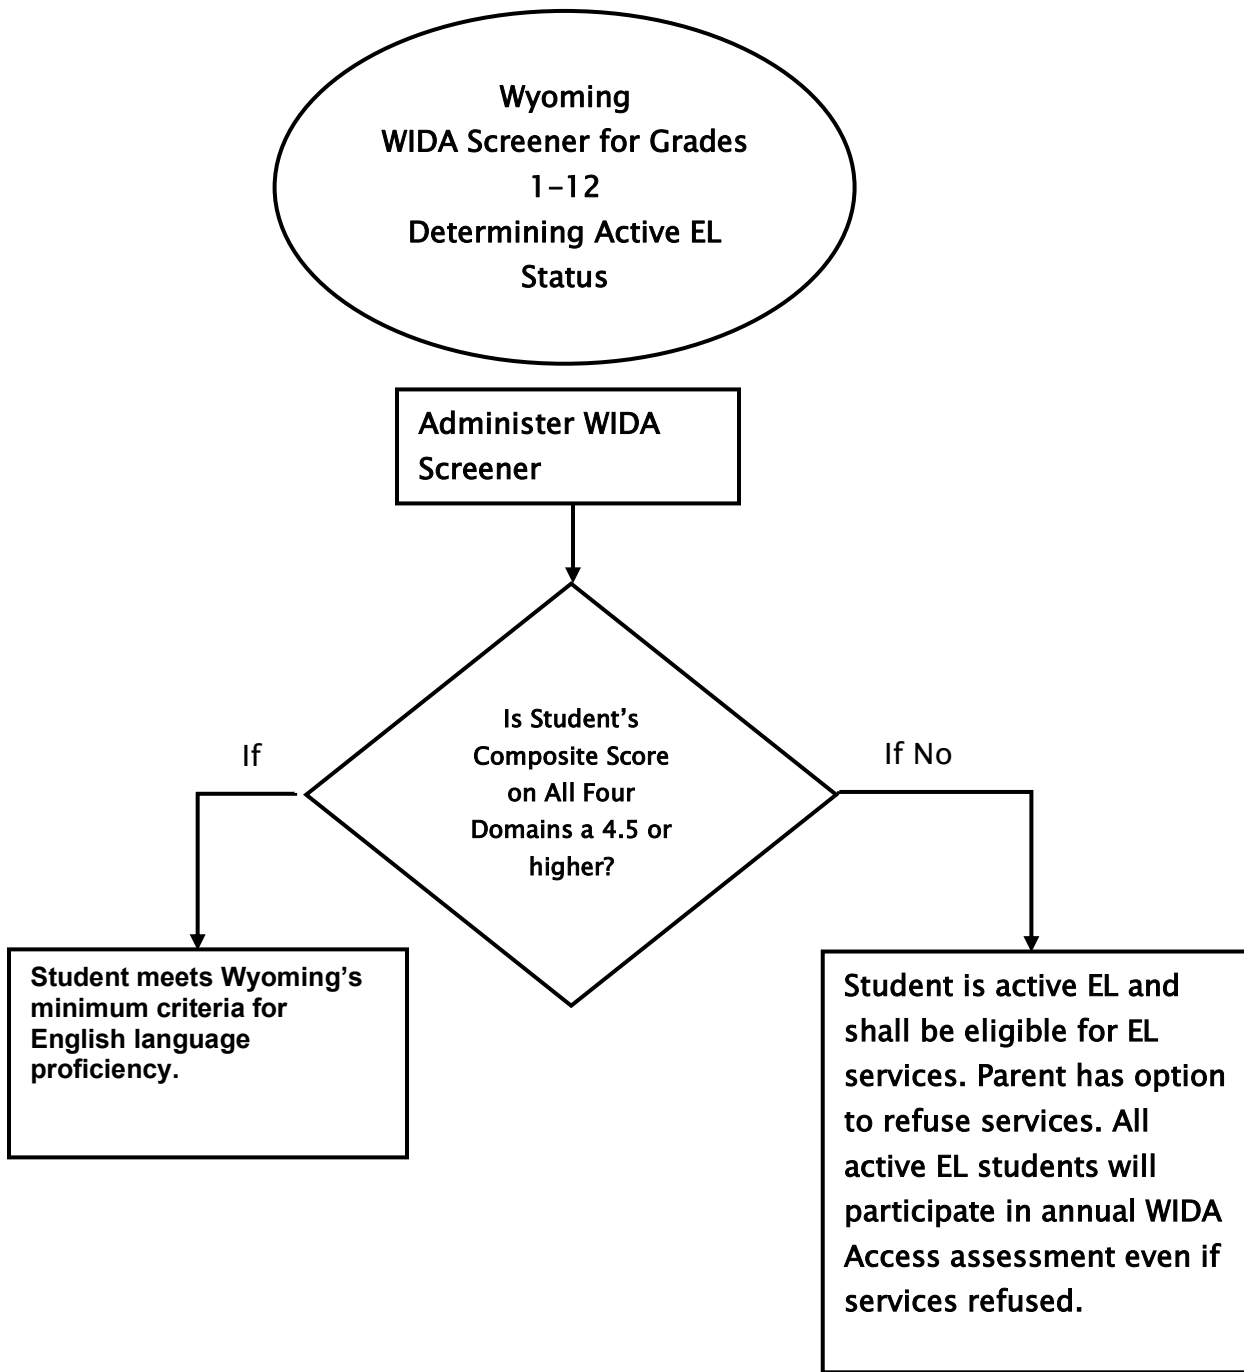 Wyoming
WIDA Screener for Grades
1-12
Determining Active EL
Status
Administer WIDA
Screener
Is Student's
Composite Score
on All Four
Domains a 4.5 or
higher?
If
If No
Student meets Wyoming's
minimum criteria for
English language
proficiency.
Student is active EL and
shall be eligible for EL
services. Parent has option
to refuse services. All
active EL students will
participate in annual WIDA
Access assessment even if
services refused.